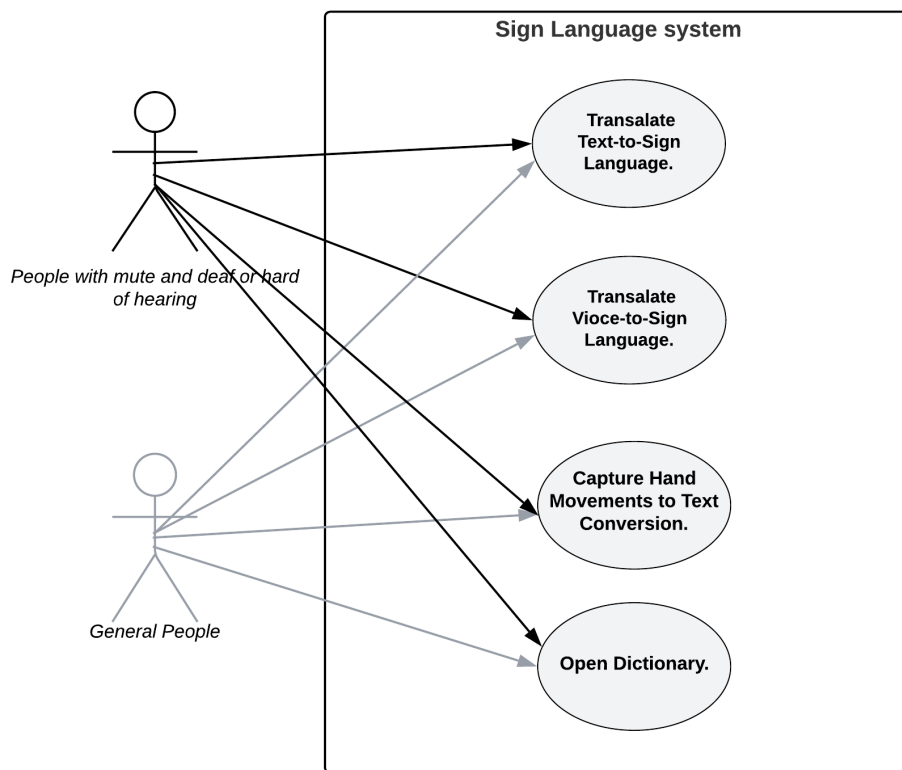 Sign Language system
Transalate
Text-to-Sign
Language.
People with mute and deaf or hard
of hearing
Transalate
Vioce-to-Sign
Language.
Capture Hand
Movements to Text
Conversion.
General People
Open Dictionary.